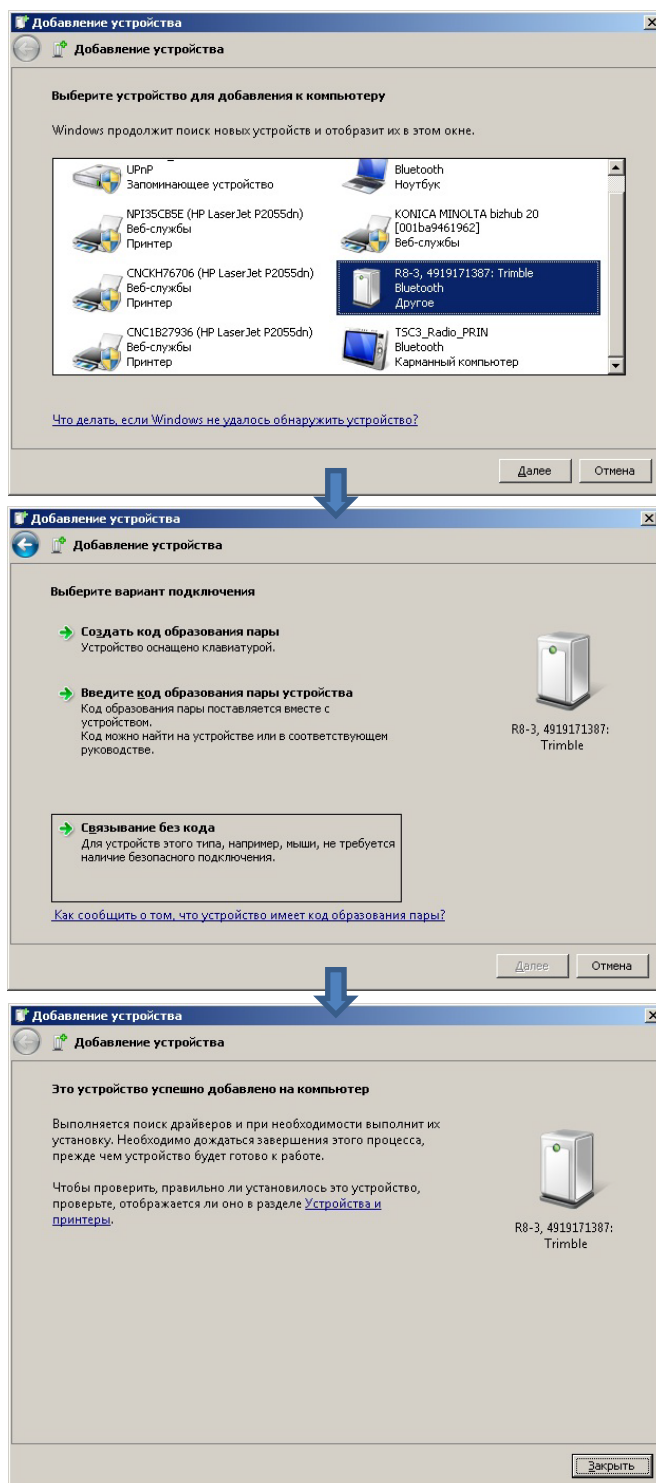 Добавление устройства
Добавление устройства
Выберите устройство для добавления к компьютеру
Windows продолжит поиск новых устройств и отобразит их в этом окне.
UPnP
Запоминающее устройство
Bluetooth
Ноутбук
NPI35CB5E (HP LaserJet P2055dn)
Веб-службы
Принтер
KONICA MINOLTA bizhub 20
[001ba9461962]
Веб-службы
CNCKH76706 (HP LaserJet P2055dn)
Веб-службы
Принтер
R8-3, 4919171387: Trimble
Bluetooth
Другое
CNC1B27936 (HP LaserJet P2055dn)
Веб-службы
Принтер
TSC3_Radio_PRIN
Bluetooth
Карманный компьютер
Что делать, если Windows не удалось обнаружить устройство?
Далее
Отмена
Добавление устройства
Добавление устройства
Выберите вариант подключения
Создать код образования пары
Устройство оснащено клавиатурой.
Введите код образования пары устройства
Код образования пары поставляется вместе с
устройством.
Код можно найти на устройстве или в соответствующем
руководстве.
R8-3, 4919171387:
Trimble
Связывание без кода
Для устройств этого типа, например, мыши, не требуется
наличие безопасного подключения.
Как сообщить о том, что устройство имеет код образования пары?
Далее
Отмена
Добавление устройства
Добавление устройства
Это устройство успешно добавлено на компьютер
Выполняется поиск драйверов и при необходимости выполнит их
установку. Необходимо дождаться завершения этого процесса,
прежде чем устройство будет готово к работе.
Чтобы проверить, правильно ли установилось это устройство,
проверьте, отображается ли оно в разделе Устройства и
принтеры.
R8-3, 4919171387:
Trimble
Закрыть